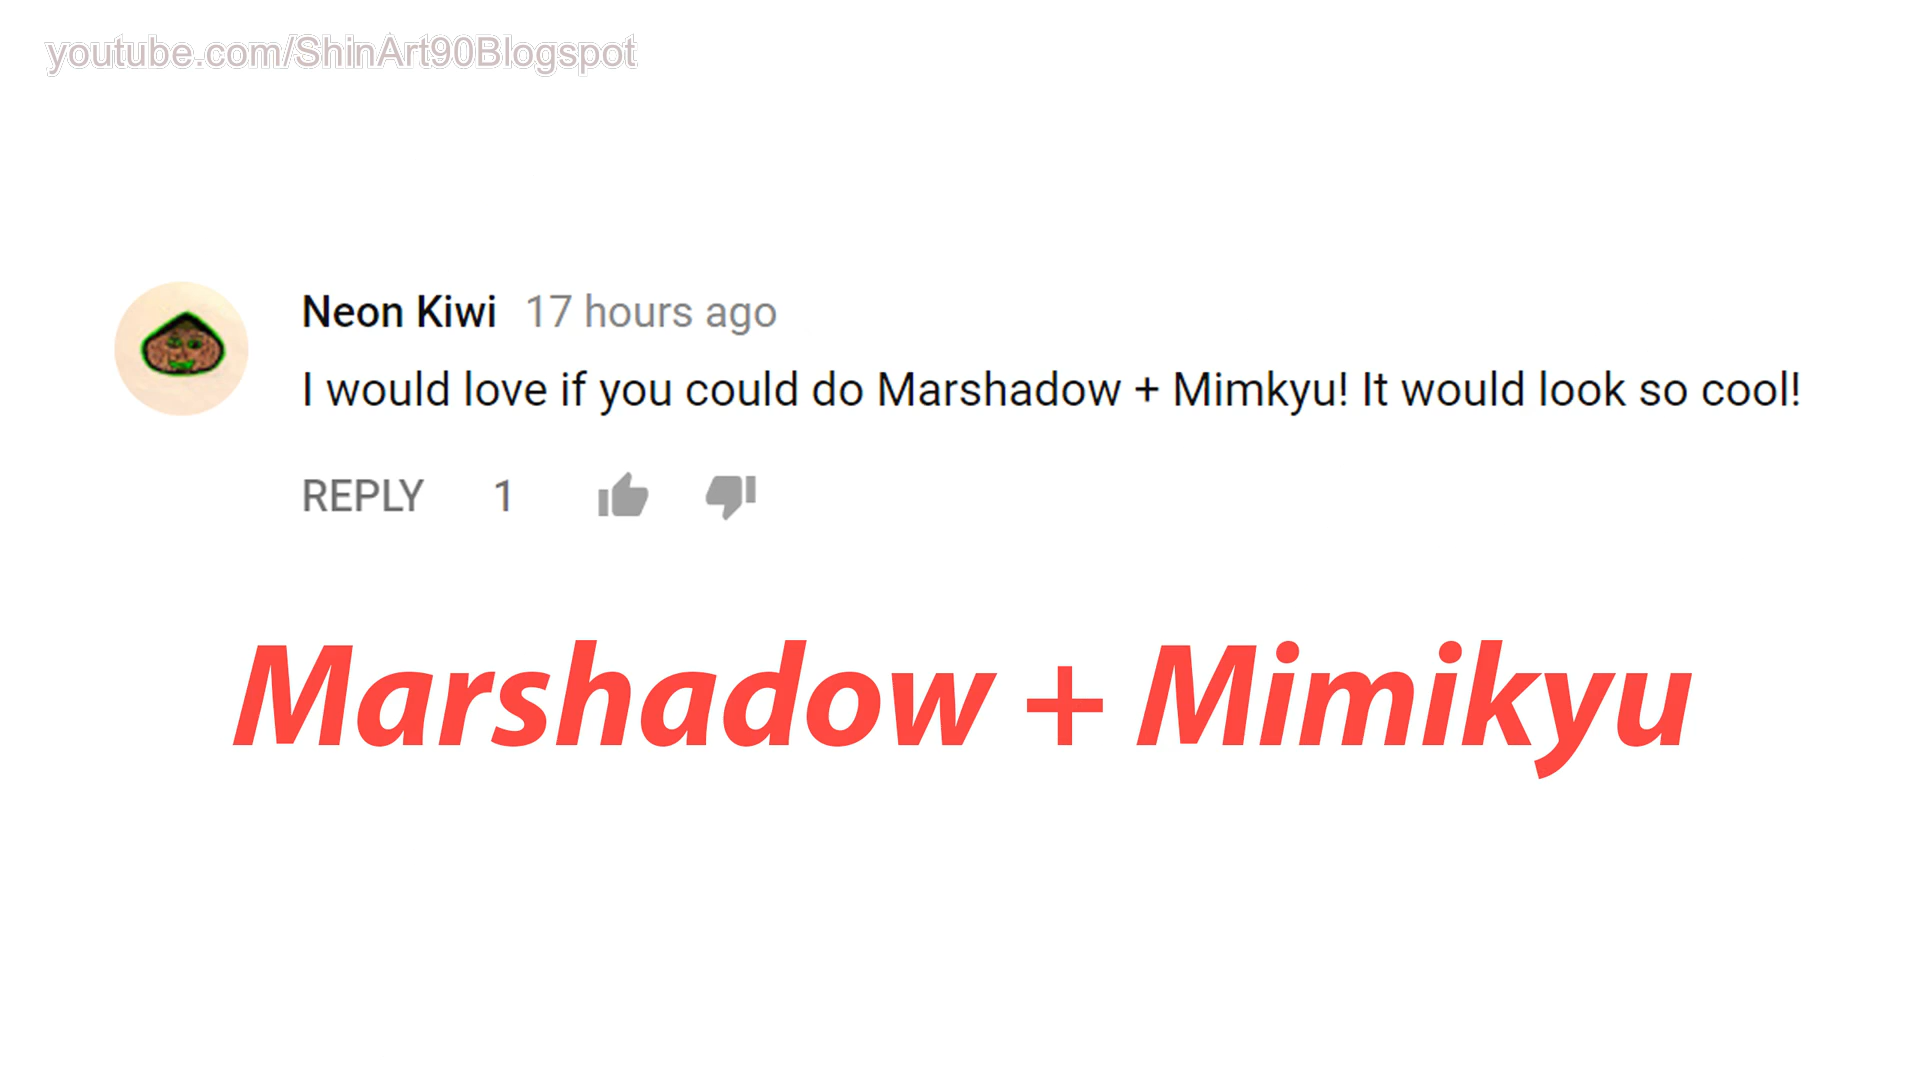 youtube.com/ShinArt90Blogspot
Neon Kiwi 17 hours ago
I would love if you could do Marshadow + Mimkyu! It would look so cool!
REPLY 1
Marshadow + Mimikyu